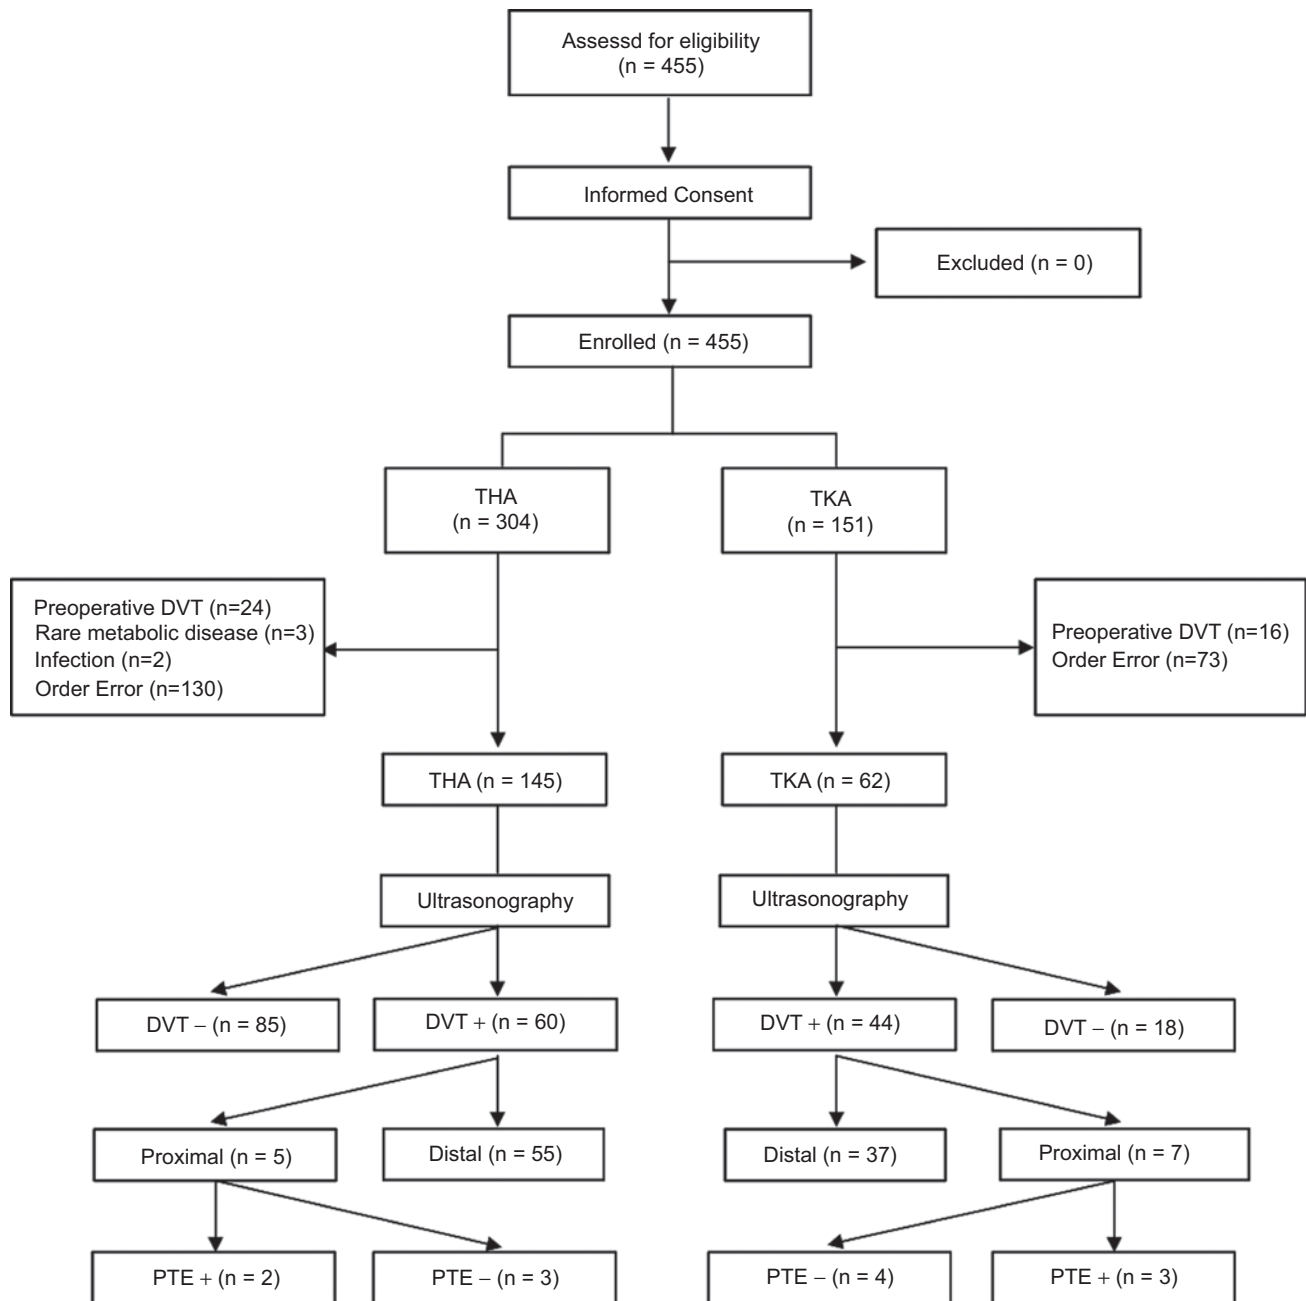 Assessd for eligibility
(n = 455)
Informed Consent
Excluded (n = 0)
Enrolled (n = 455)
THA
(n = 304)
TKA
(n = 151)
Preoperative DVT (n=24)
Rare metabolic disease (n=3)
Infection (n=2)
Order Error (n=130)
Preoperative DVT (n=16)
Order Error (n=73)
THA (n = 145)
TKA (n = 62)
Ultrasonography
Ultrasonography
DVT − (n = 85)
DVT + (n = 60)
DVT + (n = 44)
DVT − (n = 18)
Proximal (n = 5)
Distal (n = 55)
Distal (n = 37)
Proximal (n = 7)
PTE + (n = 2)
PTE − (n = 3)
PTE − (n = 4)
PTE + (n = 3)